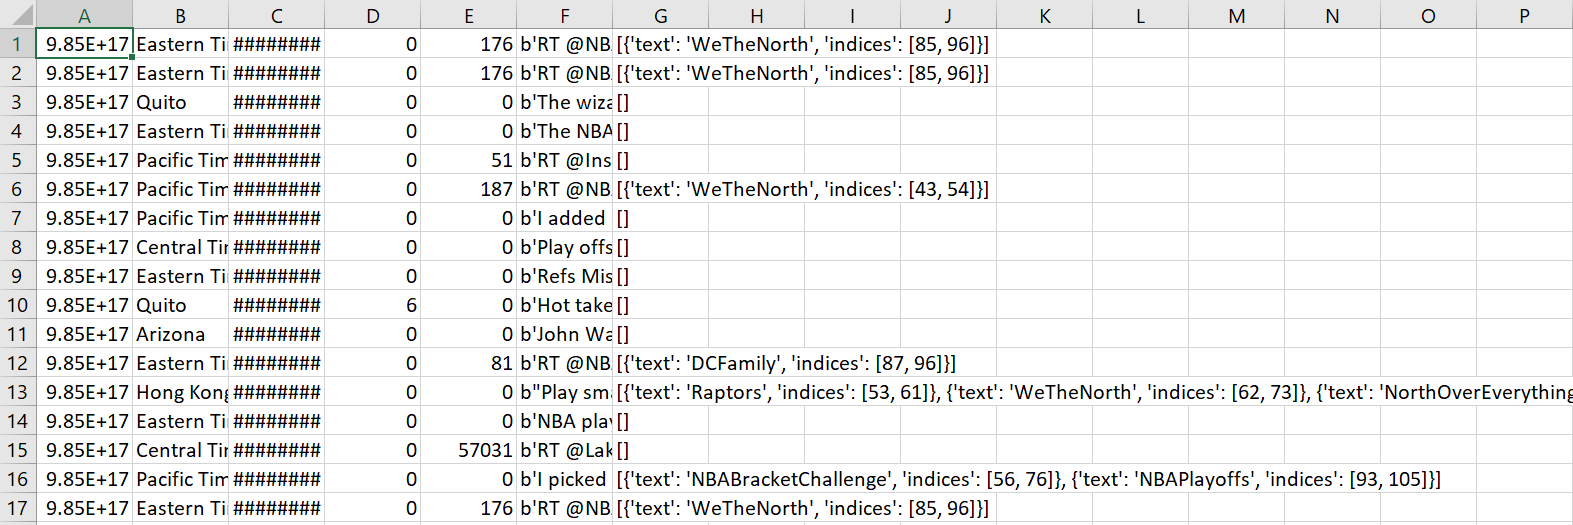 A B C D E F G H I J K L M N O P
1 9.85E+17 Eastern Ti ######## 0 176 b'RT @NB [{'text': 'WeTheNorth', 'indices': [85, 96]}]
2 9.85E+17 Eastern Ti ######## 0 176 b'RT @NB [{'text': 'WeTheNorth', 'indices': [85, 96]}]
3 9.85E+17 Quito ######## 0 0 b'The wiza []
4 9.85E+17 Eastern Ti ######## 0 0 b'The NBA []
5 9.85E+17 Pacific Tim ######## 0 51 b'RT @Ins []
6 9.85E+17 Pacific Tim ######## 0 187 b'RT @NB [{'text': 'WeTheNorth', 'indices': [43, 54]}]
7 9.85E+17 Pacific Tim ######## 0 0 b'I added []
8 9.85E+17 Central Ti ######## 0 0 b'Play offs []
9 9.85E+17 Eastern Ti ######## 0 0 b'Refs Mis []
10 9.85E+17 Quito ######## 6 0 b'Hot take []
11 9.85E+17 Arizona ######## 0 0 b'John Wa []
12 9.85E+17 Eastern Ti ######## 0 81 b'RT @NB [{'text': 'DCFamily', 'indices': [87, 96]}]
13 9.85E+17 Hong Kong ######## 0 0 b"Play sma [{'text': 'Raptors', 'indices': [53, 61]}, {'text': 'WeTheNorth', 'indices': [62, 73]}, {'text': 'NorthOverEverything
14 9.85E+17 Eastern Ti ######## 0 0 b'NBA play []
15 9.85E+17 Central Ti ######## 0 57031 b'RT @Lak []
16 9.85E+17 Pacific Tim ######## 0 0 b'I picked [{'text': 'NBABracketChallenge', 'indices': [56, 76]}, {'text': 'NBAPlayoffs', 'indices': [93, 105]}]
17 9.85E+17 Eastern Ti ######## 0 176 b'RT @NB [{'text': 'WeTheNorth', 'indices': [85, 96]}]